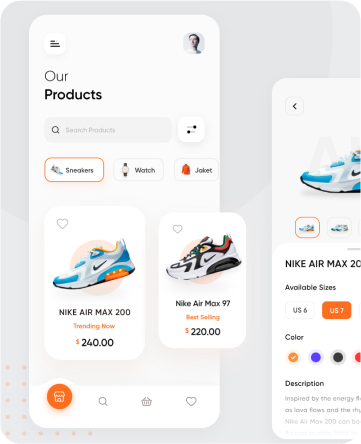 Our
Products
Search Products
Sneakers
Watch
Jaket
NIKE AIR MAX 200
Trending Now
$ 240.00
Nike Air Max 97
Best Selling
$ 220.00
NIKE AIR MAX 20
Available Sizes
US 6
US 7
Color
Description
Inspired by the energy fl
as lava flows and the rhy
Nike Air Max 200 can be